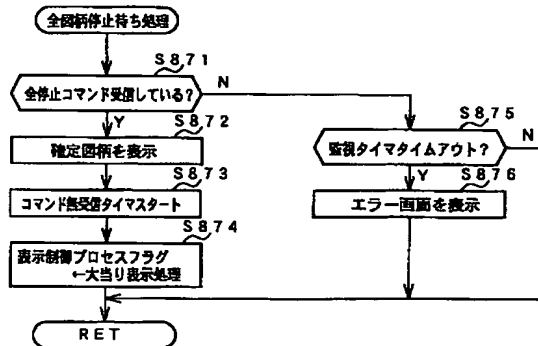 全図柄停止待ち処理
S871
全停止コマンド受信している?
N
Y
S872
確定図柄を表示
S873
コマンド無受信タイマスタート
S874
表示制御プロセスフラグ
←大当り表示処理
S875
監視タイマタイムアウト?
N
Y
S876
エラー画面を表示
RET